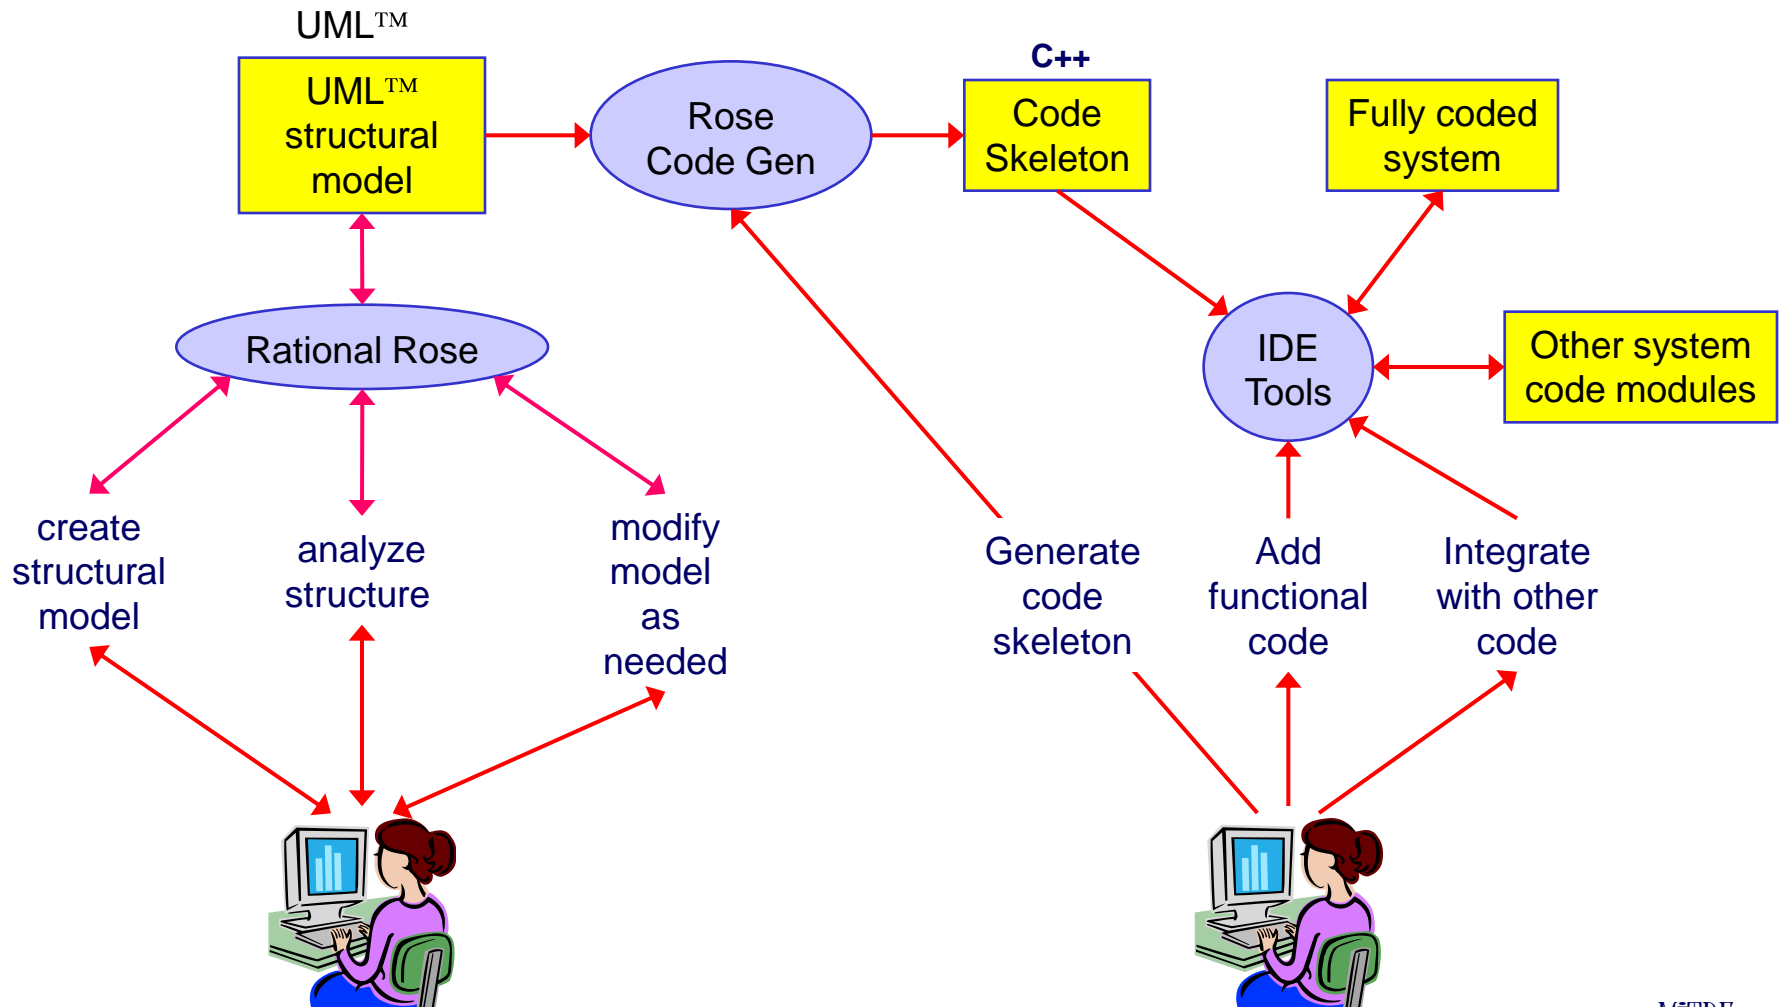 UML™
UML™
structural
model
Rose
Code Gen
C++
Code
Skeleton
Fully coded
system
Rational Rose
IDE
Tools
Other system
code modules
create
structural
model
analyze
structure
modify
model
as
needed
Generate
code
skeleton
Add
functional
code
Integrate
with other
code